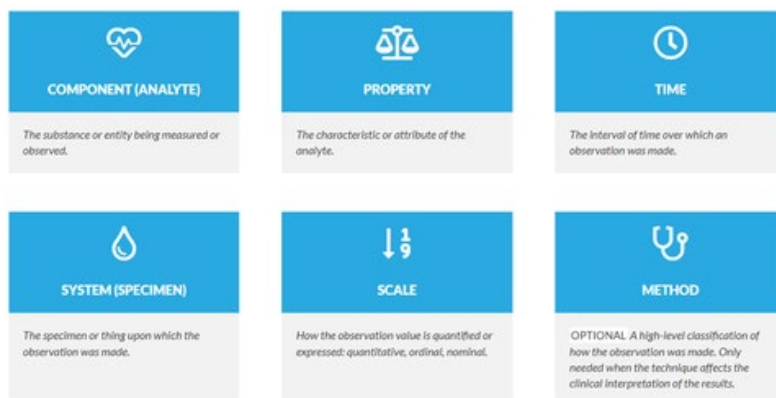 COMPONENT (ANALYTE)
The substance or entity being measured or
observed.
PROPERTY
The characteristic or attribute of the
analyte.
TIME
The interval of time over which an
observation was made.
SYSTEM (SPECIMEN)
The specimen or thing upon which the
observation was made.
1
9
SCALE
How the observation value is quantified or
expressed: quantitative, ordinal, nominal.
METHOD
OPTIONAL A high-level classification of
how the observation was made. Only
needed when the technique affects the
clinical interpretation of the results.